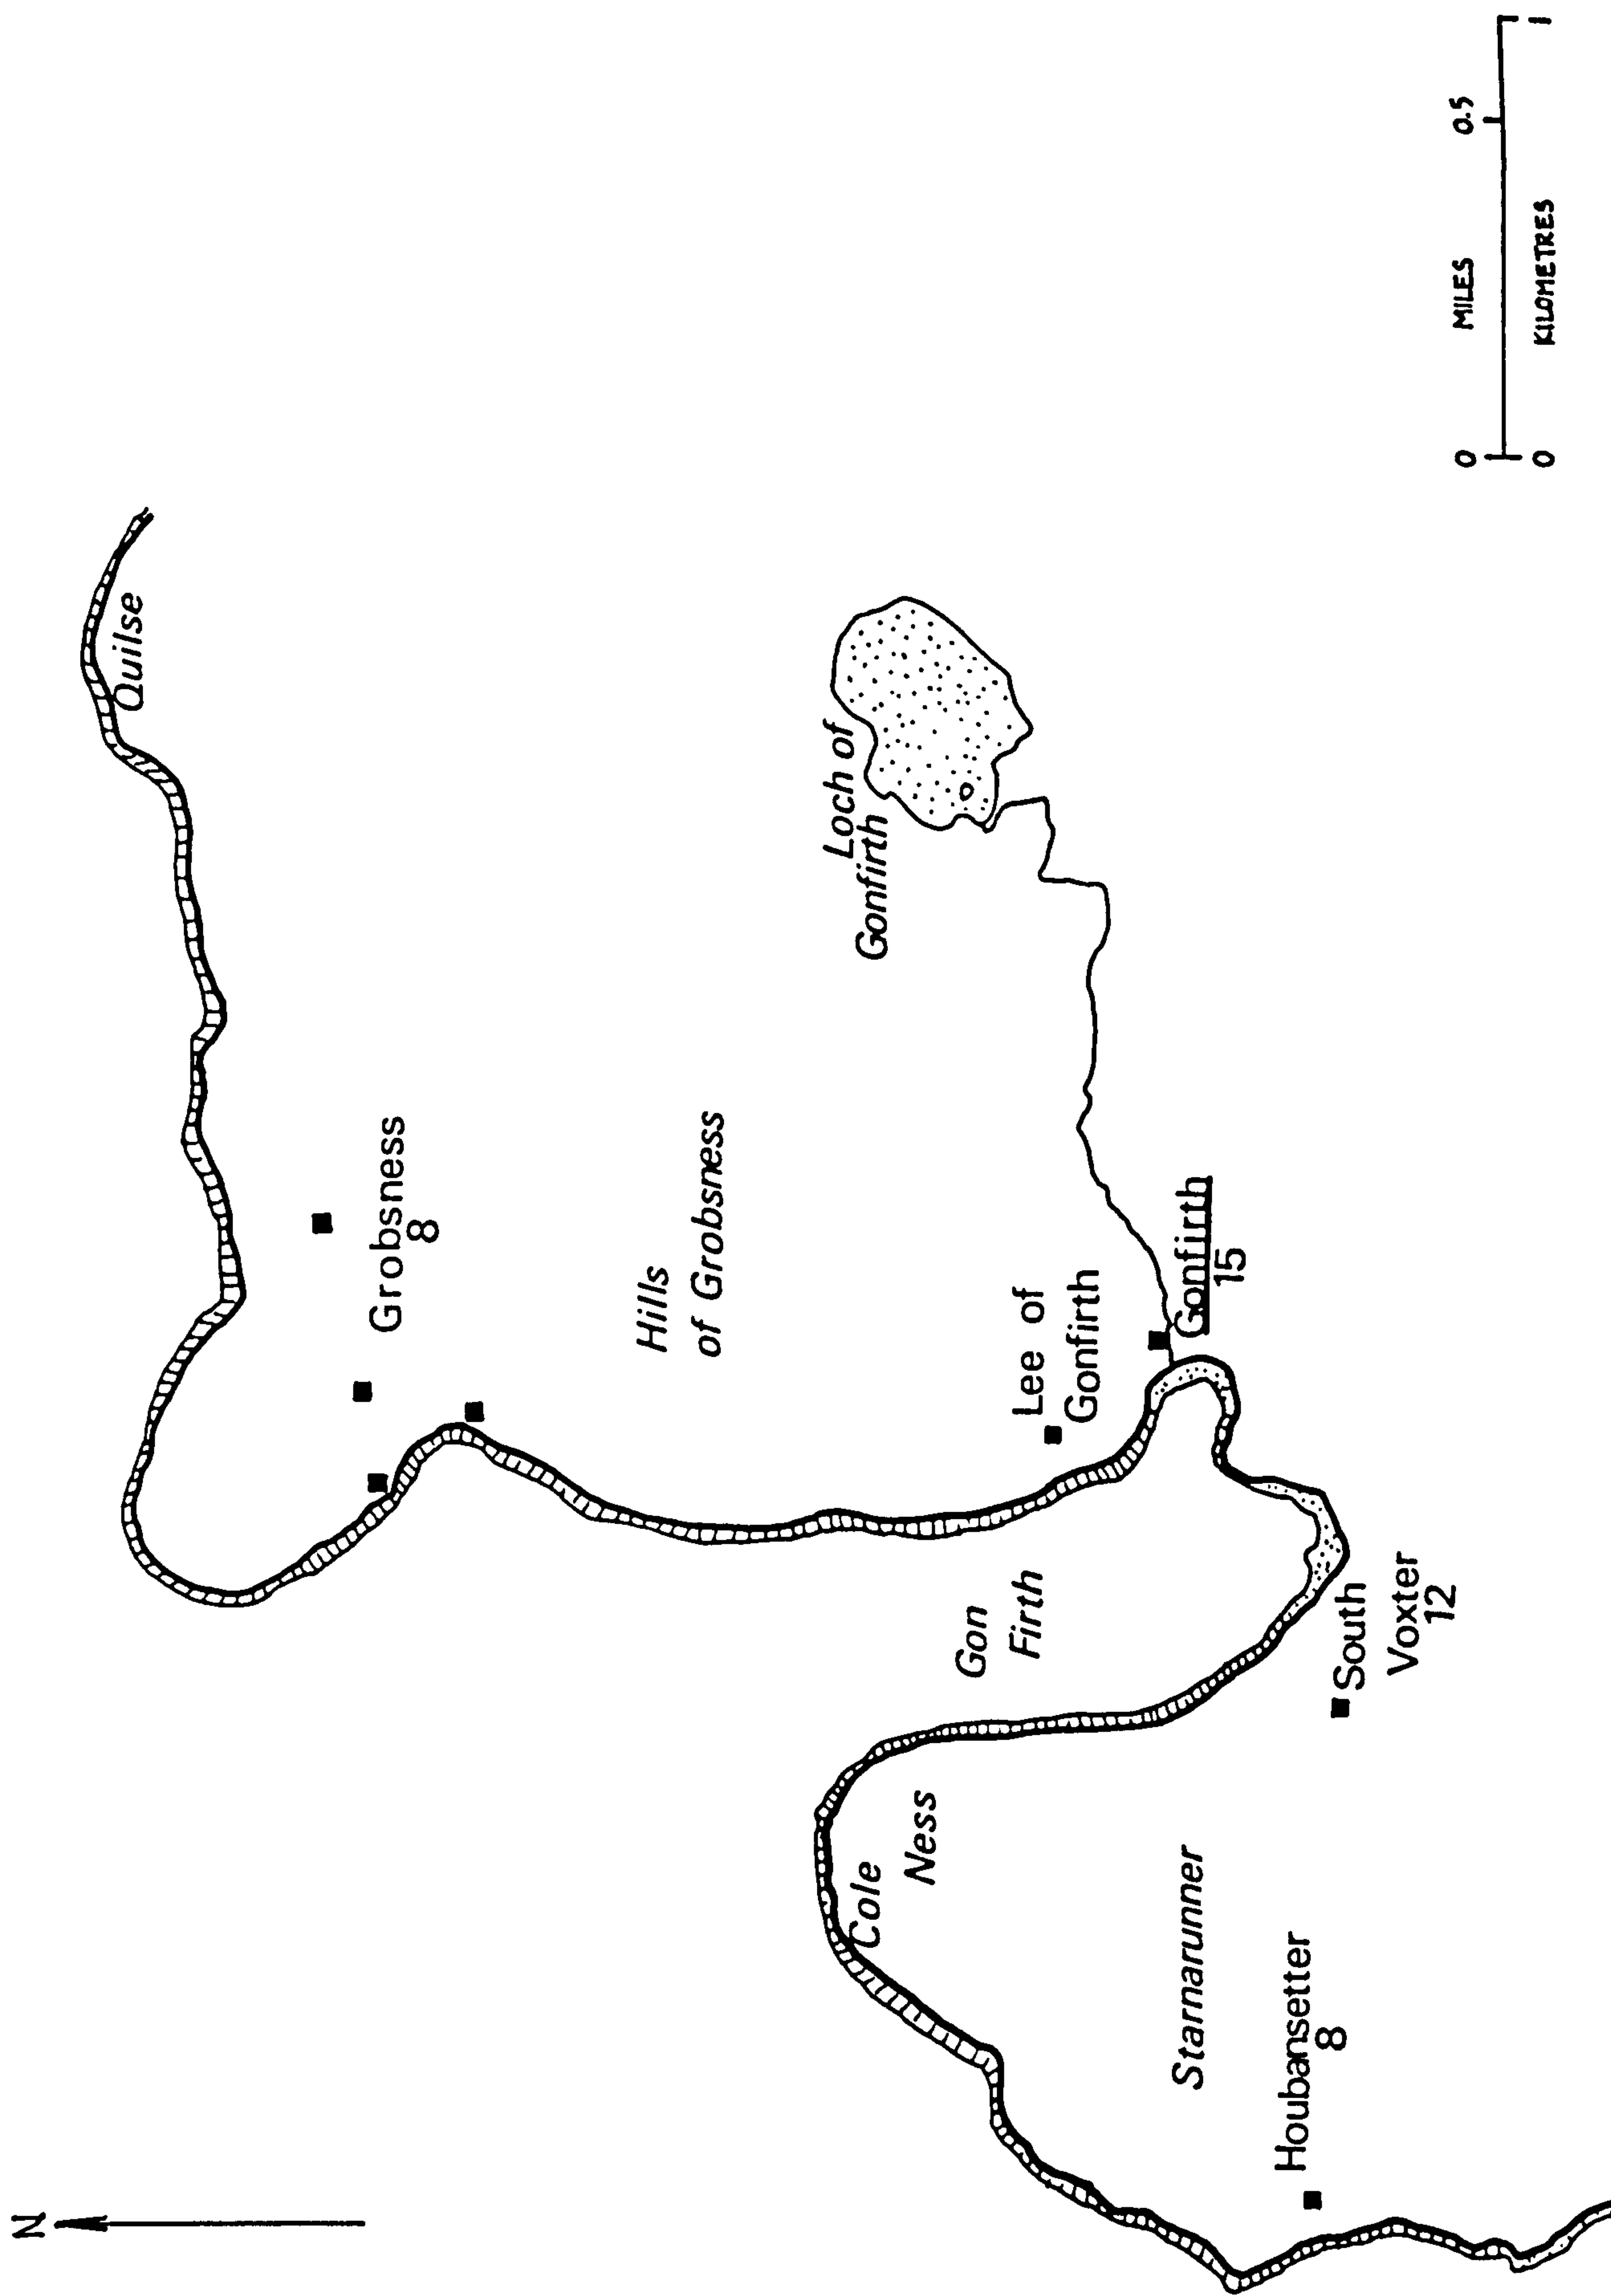 N
Quilse
Grobsness
8
Hills
of Grobsness
Loch of
Gonfirth
Lee of
Gonfirth
Gonfirth
15
Gon
Firth
Cole
Ness
South
Voxter
12
Starnarunner
Houbansetter
8
0 MILES 0.5
0 KILOMETRES 1